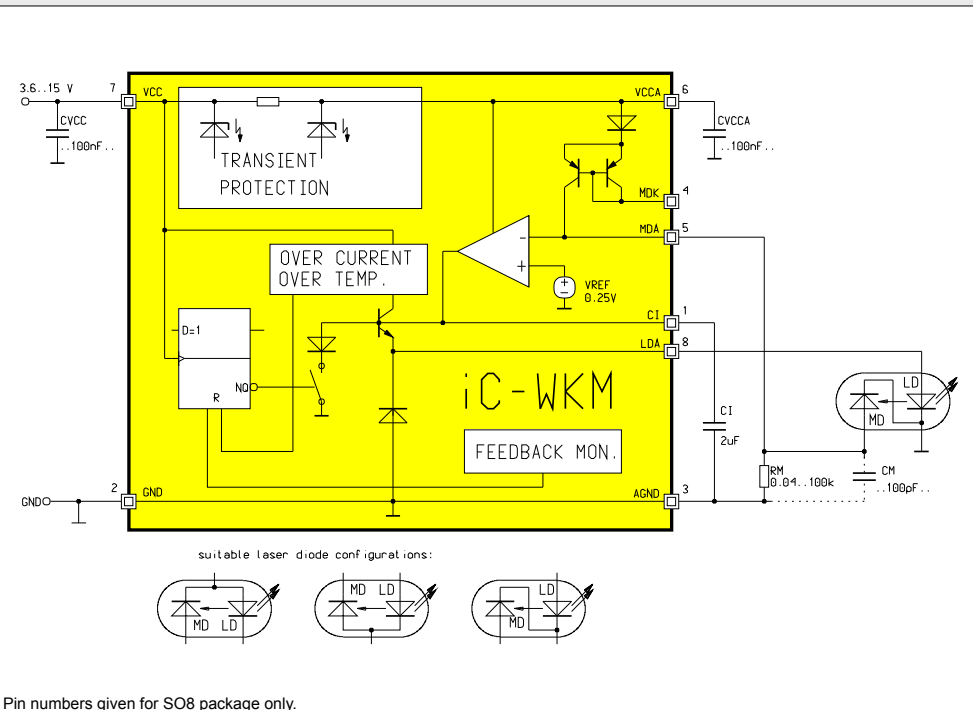 3.6..15 V
7
VCC
VCCA
6
CVCC
..100nF..
CVCCA
..100nF..
TRANSIENT
PROTECTION
MDK
4
MDA
5
OVER CURRENT
OVER TEMP.
-
+
+
-
VREF
0.25V
CI
1
D=1
LDA
8
NQ
R
iC-WKM
LD
MD
CI
2uF
FEEDBACK MON.
RM
0.04..100k
CM
..100pF..
GND
2
GND
AGND
3
suitable laser diode configurations:
MD LD
MD LD
LD
MD
Pin numbers given for SO8 package only.